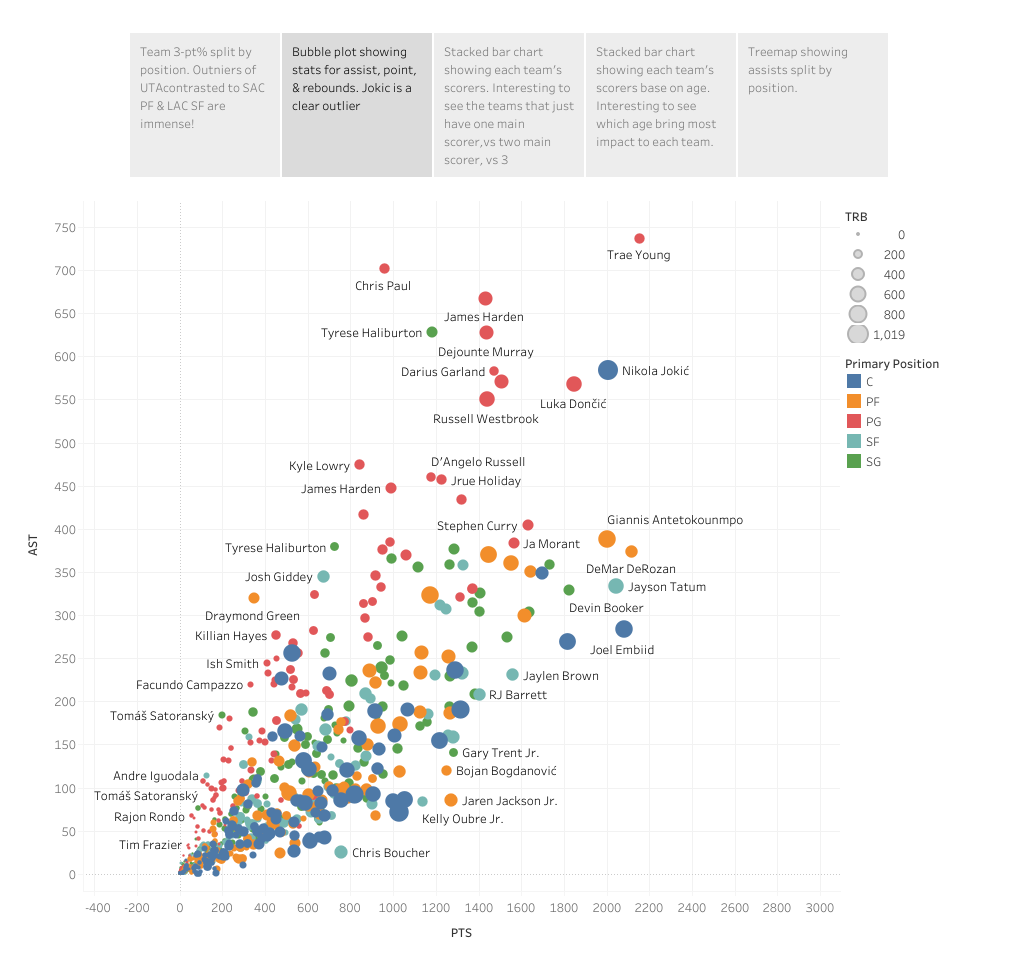 Team 3-pt% split by
position. Outniers of
UTAcontrasted to SAC
PF & LAC SF are
immense!
Bubble plot showing
stats for assist, point,
& rebounds. Jokic is a
clear outlier
Stacked bar chart
showing each team's
scorers. Interesting to
see the teams that just
have one main
scorer,vs two main
scorer, vs 3
Stacked bar chart
showing each team's
scorers base on age.
Interesting to see
which age bring most
impact to each team.
Treemap showing
assists split by
position.
TRB
0
200
400
600
800
1,019
Primary Position
C
PF
PG
SF
SG
AST
750
700
650
600
550
500
450
400
350
300
250
200
150
100
50
0
Trae Young
Chris Paul
James Harden
Tyrese Haliburton
Dejounte Murray
Darius Garland
Nikola Jokić
Luka Dončić
Russell Westbrook
D'Angelo Russell
Kyle Lowry
Jrue Holiday
James Harden
Giannis Antetokounmpo
Stephen Curry
Ja Morant
Tyrese Haliburton
DeMar DeRozan
Josh Giddey
Jayson Tatum
Devin Booker
Draymond Green
Killian Hayes
Joel Embiid
Ish Smith
Jaylen Brown
Facundo Campazzo
RJ Barrett
Tomáš Satoranský
Gary Trent Jr.
Bojan Bogdanović
Andre Iguodala
Tomáš Satoranský
Jaren Jackson Jr.
Rajon Rondo
Kelly Oubre Jr.
Tim Frazier
Chris Boucher
-400 -200 0 200 400 600 800 1000 1200 1400 1600 1800 2000 2200 2400 2600 2800 3000
PTS